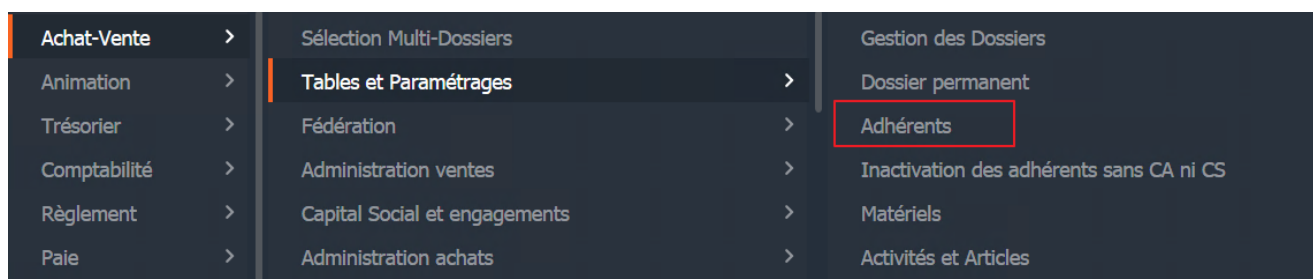 Achat-Vente
Animation
Trésorier
Comptabilité
Règlement
Paie
Sélection Multi-Dossiers
Tables et Paramétrages
Fédération
Administration ventes
Capital Social et engagements
Administration achats
Gestion des Dossiers
Dossier permanent
Adhérents
Inactivation des adhérents sans CA ni CS
Matériels
Activités et Articles